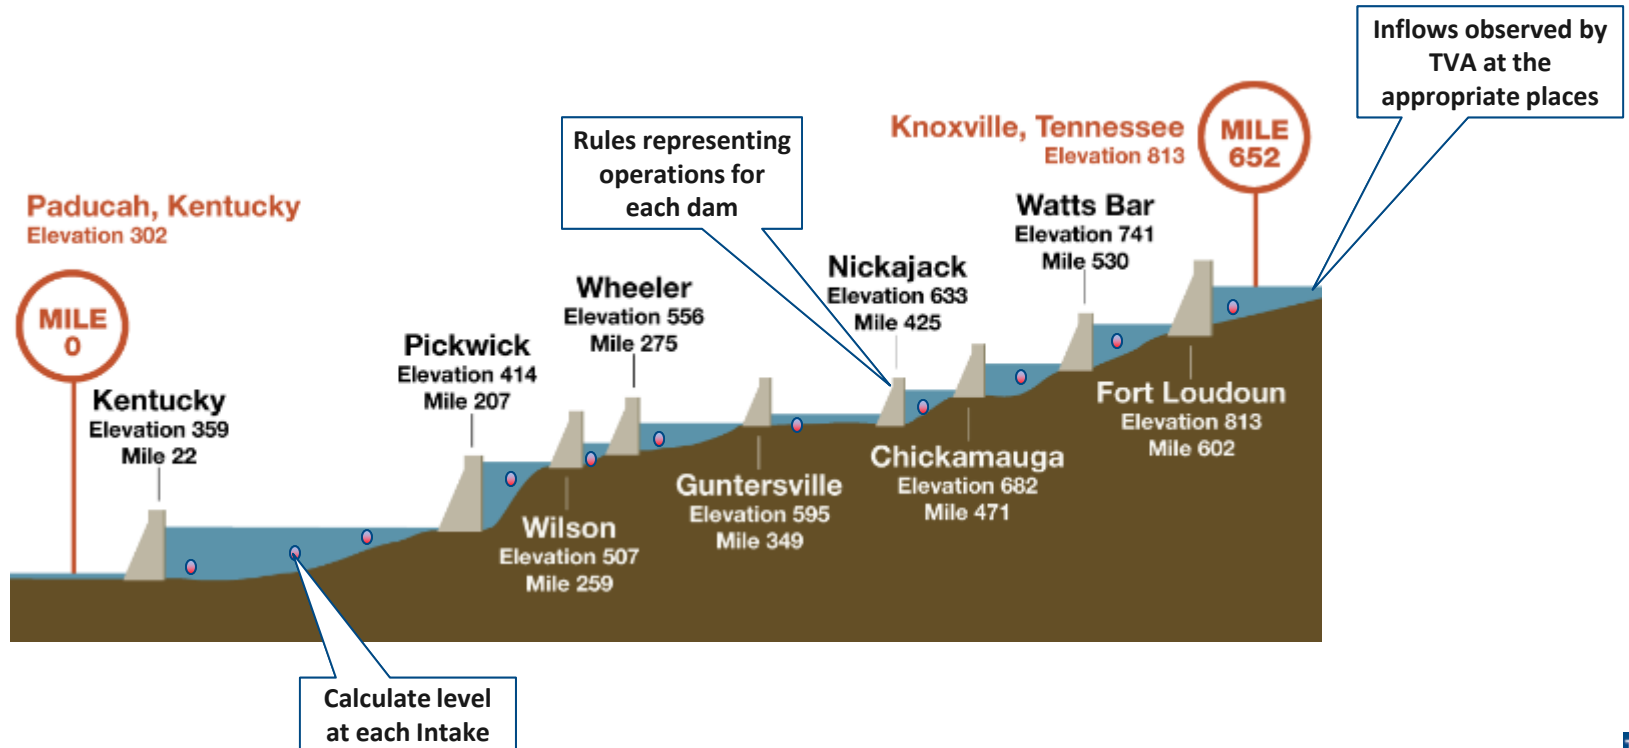 Inflows observed by
TVA at the
appropriate places
Rules representing
operations for
each dam
Knoxville, Tennessee
Elevation 813
MILE
652
Paducah, Kentucky
Elevation 302
MILE
0
Kentucky
Elevation 359
Mile 22
Pickwick
Elevation 414
Mile 207
Wheeler
Elevation 556
Mile 275
Nickajack
Elevation 633
Mile 425
Watts Bar
Elevation 741
Mile 530
Wilson
Elevation 507
Mile 259
Guntersville
Elevation 595
Mile 349
Chickamauga
Elevation 682
Mile 471
Fort Loudoun
Elevation 813
Mile 602
Calculate level
at each Intake